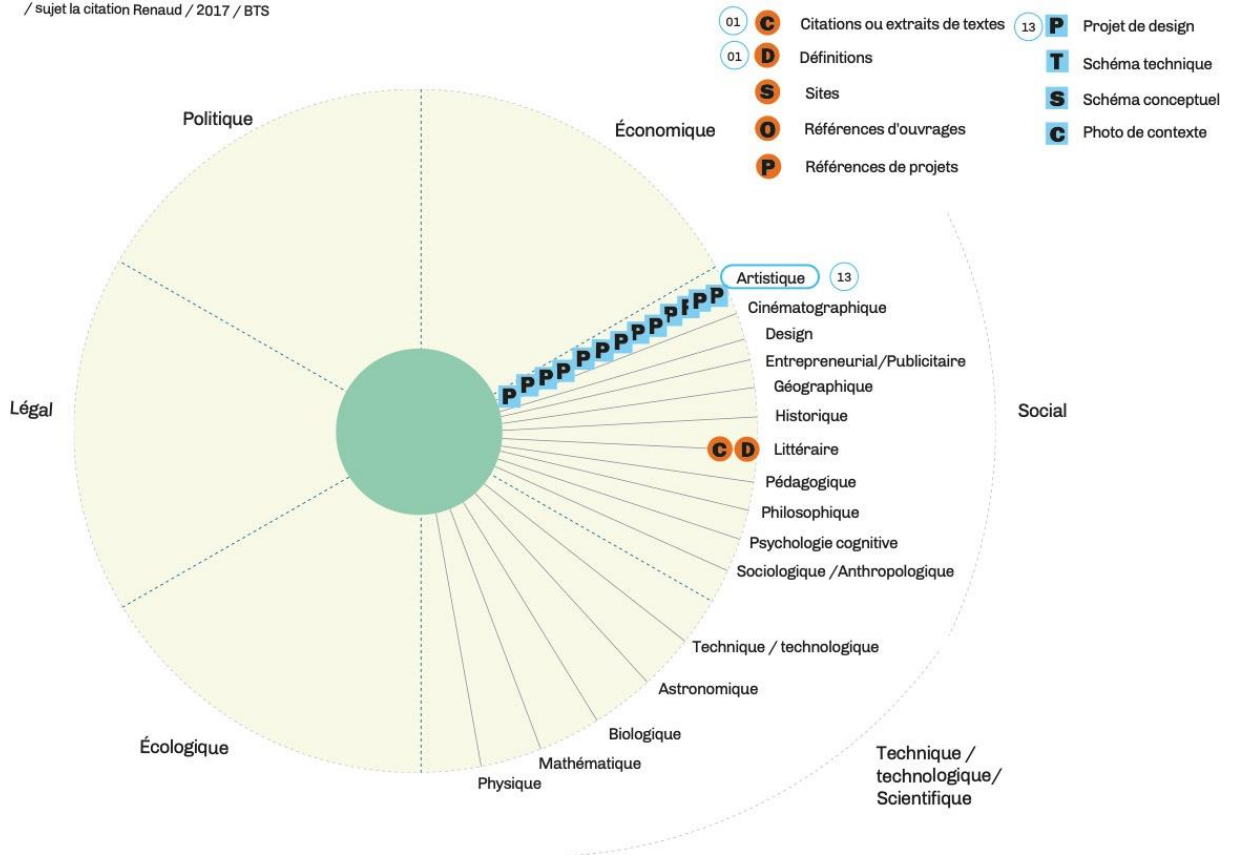 / sujet la citation Renaud / 2017 / BTS
01 C Citations ou extraits de textes
01 D Définitions
S Sites
O Références d'ouvrages
P Références de projets
13 P Projet de design
T Schéma technique
S Schéma conceptuel
C Photo de contexte
Politique
Économique
Artistique 13
P P P P P P P P P P P P P
Cinématographique
Design
Entrepreneurial/Publicitaire
Géographique
Historique
Légal
Social
C D Littéraire
Pédagogique
Philosophique
Psychologie cognitive
Sociologique /Anthropologique
Technique / technologique
Astronomique
Biologique
Écologique
Mathématique
Physique
Technique /
technologique/
Scientifique